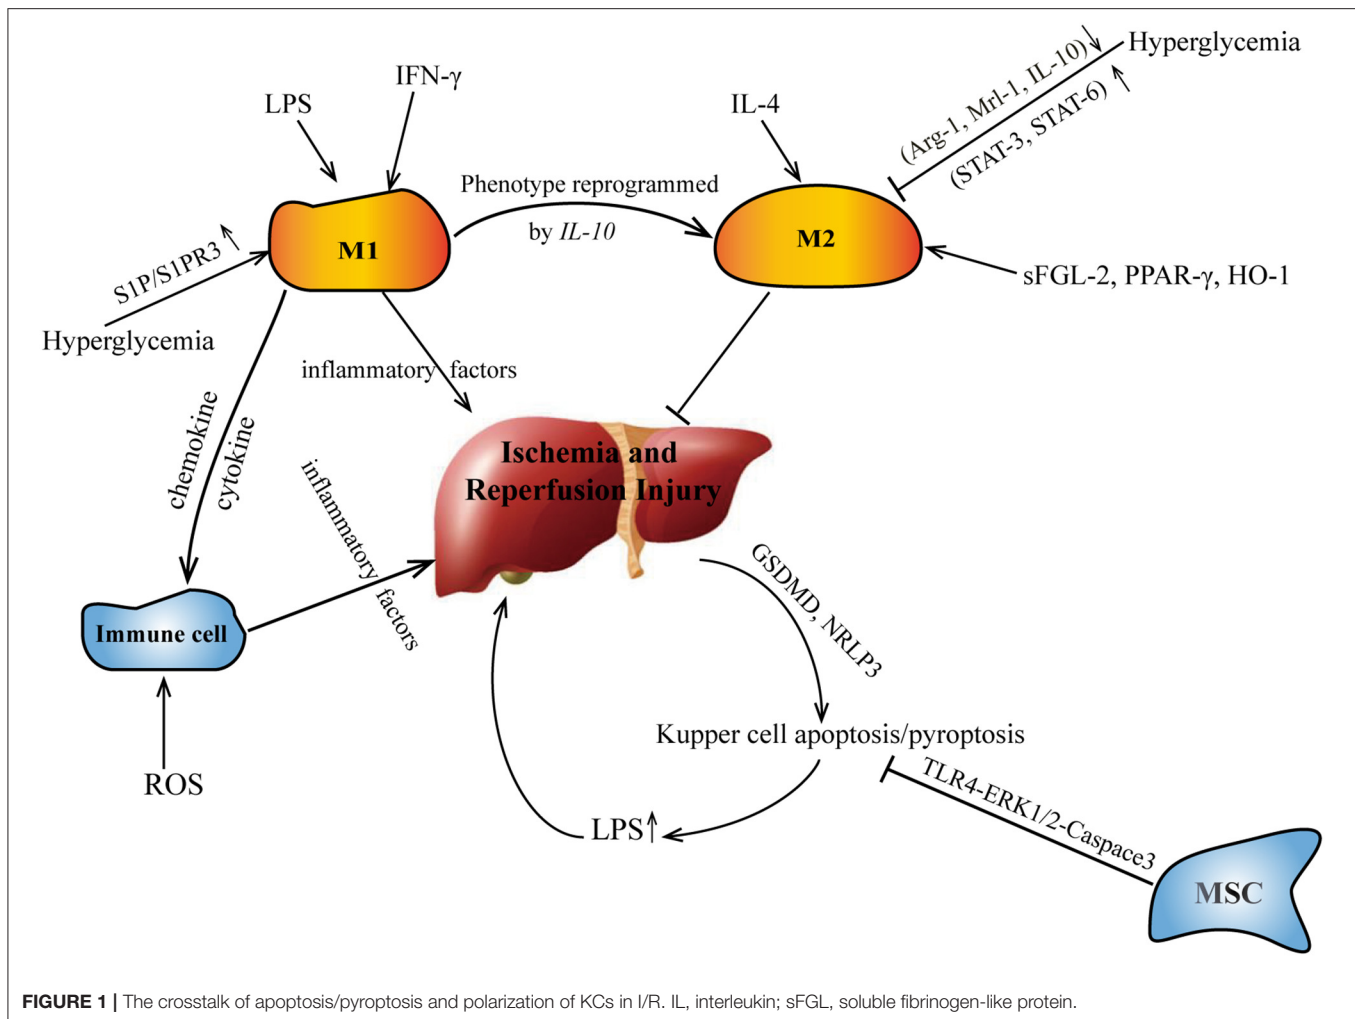 IFN-γ
LPS
IL-4
Hyperglycemia
(Arg-1, Mrl-1, IL-10)
(STAT-3, STAT-6)
Phenotype reprogrammed
by IL-10
M1
M2
S1P/S1PR3
Hyperglycemia
sFGL-2, PPAR-γ, HO-1
inflammatory factors
chemokine
cytokine
Ischemia and
Reperfusion Injury
inflammatory factors
GSDMD, NRLP3
Immune cell
ROS
Kupper cell apoptosis/pyroptosis
TLR4-ERK1/2-Caspace3
LPS
MSC
FIGURE 1 | The crosstalk of apoptosis/pyroptosis and polarization of KCs in I/R. IL, interleukin; sFGL, soluble fibrinogen-like protein.